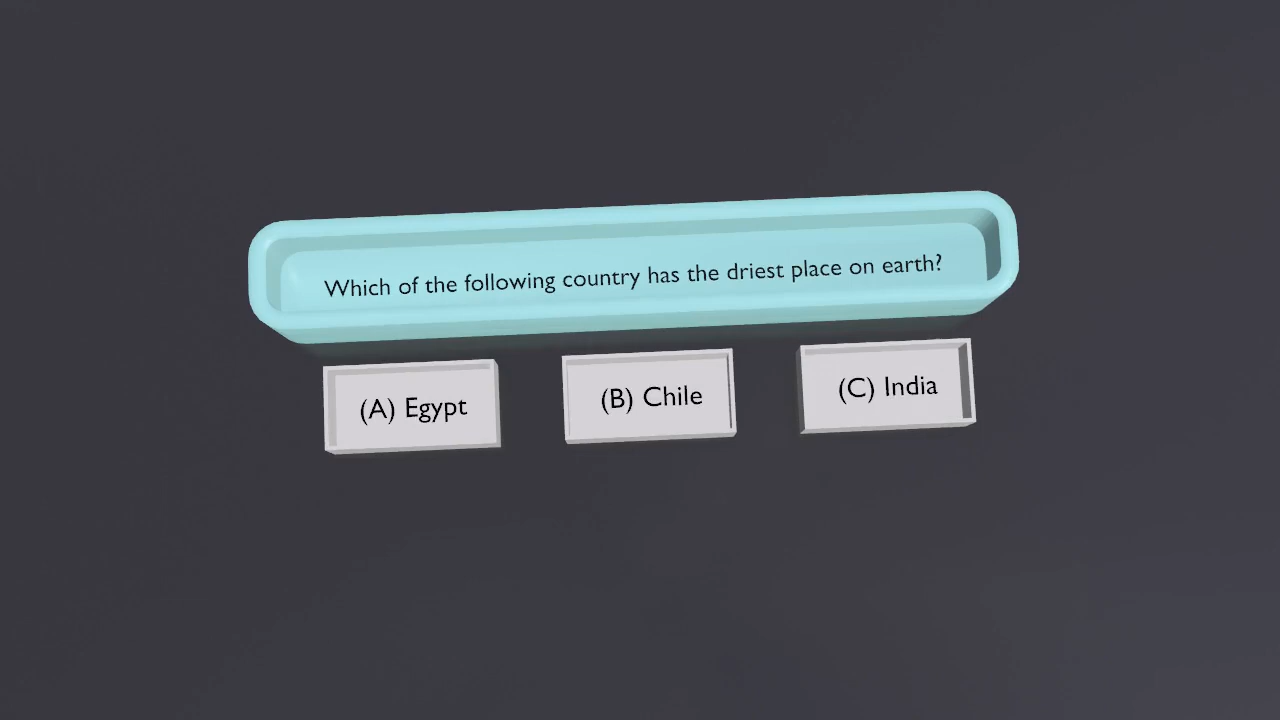 Which of the following country has the driest place on earth?
(A) Egypt
(B) Chile
(C) India